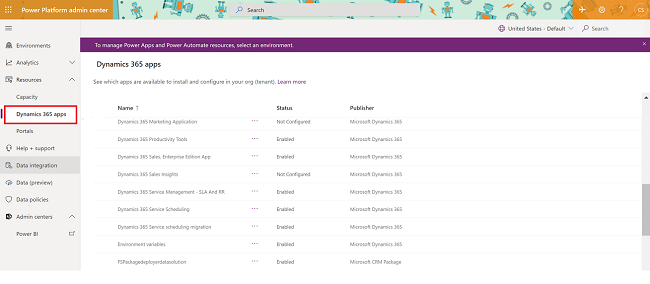 Power Platform admin center
Search
CS
United States - Default
Search
Environments
Analytics
Resources
Capacity
Dynamics 365 apps
Portals
Help + support
Data integration
Data (preview)
Data policies
Admin centers
Power BI
To manage Power Apps and Power Automate resources, select an environment.
Dynamics 365 apps
See which apps are available to install and configure in your org (tenant). Learn more
Name ↑ Status Publisher
Dynamics 365 Marketing Application ... Not Configured Microsoft Dynamics 365
Dynamics 365 Productivity Tools ... Enabled Microsoft Dynamics 365
Dynamics 365 Sales, Enterprise Edition App ... Enabled Microsoft Dynamics 365
Dynamics 365 Sales Insights ... Not Configured Microsoft Dynamics 365
Dynamics 365 Service Management - SLA And RR ... Enabled Microsoft Dynamics 365
Dynamics 365 Service Scheduling ... Enabled Microsoft Dynamics 365
Dynamics 365 Service scheduling migration ... Enabled Microsoft Dynamics 365
Environment variables ... Enabled Microsoft Dynamics 365
FSPackagedeployerdatasolution ... Enabled Microsoft CRM Package